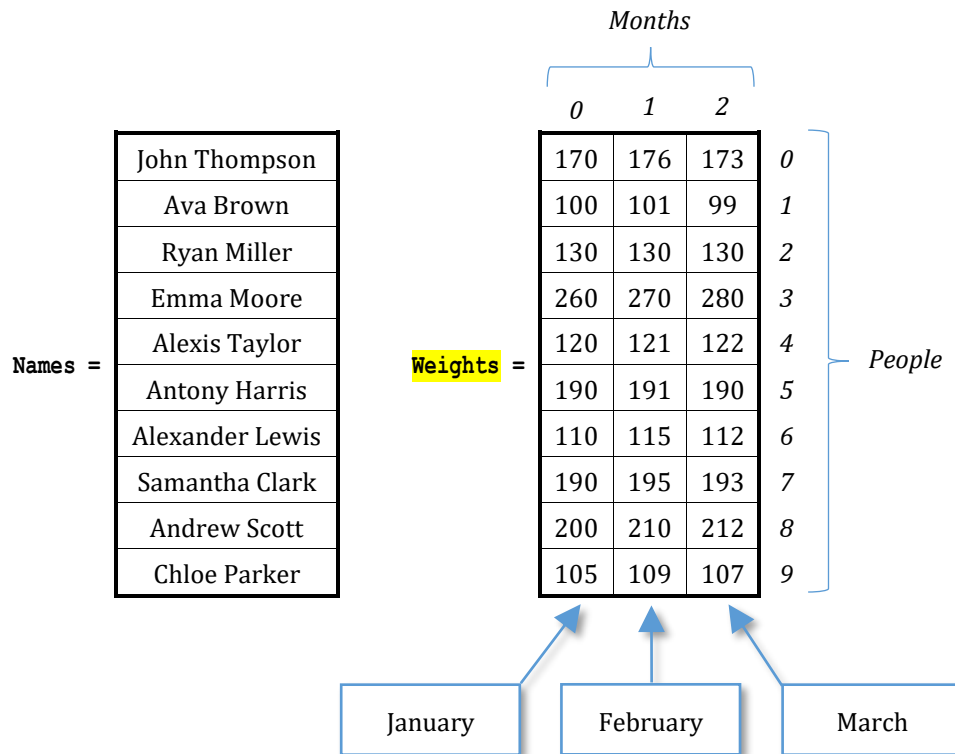 Months
0 1 2
John Thompson 170 176 173 0
Ava Brown 100 101 99 1
Ryan Miller 130 130 130 2
Emma Moore 260 270 280 3
Alexis Taylor 120 121 122 4
Names = Weights = People
Antony Harris 190 191 190 5
Alexander Lewis 110 115 112 6
Samantha Clark 190 195 193 7
Andrew Scott 200 210 212 8
Chloe Parker 105 109 107 9
January February March